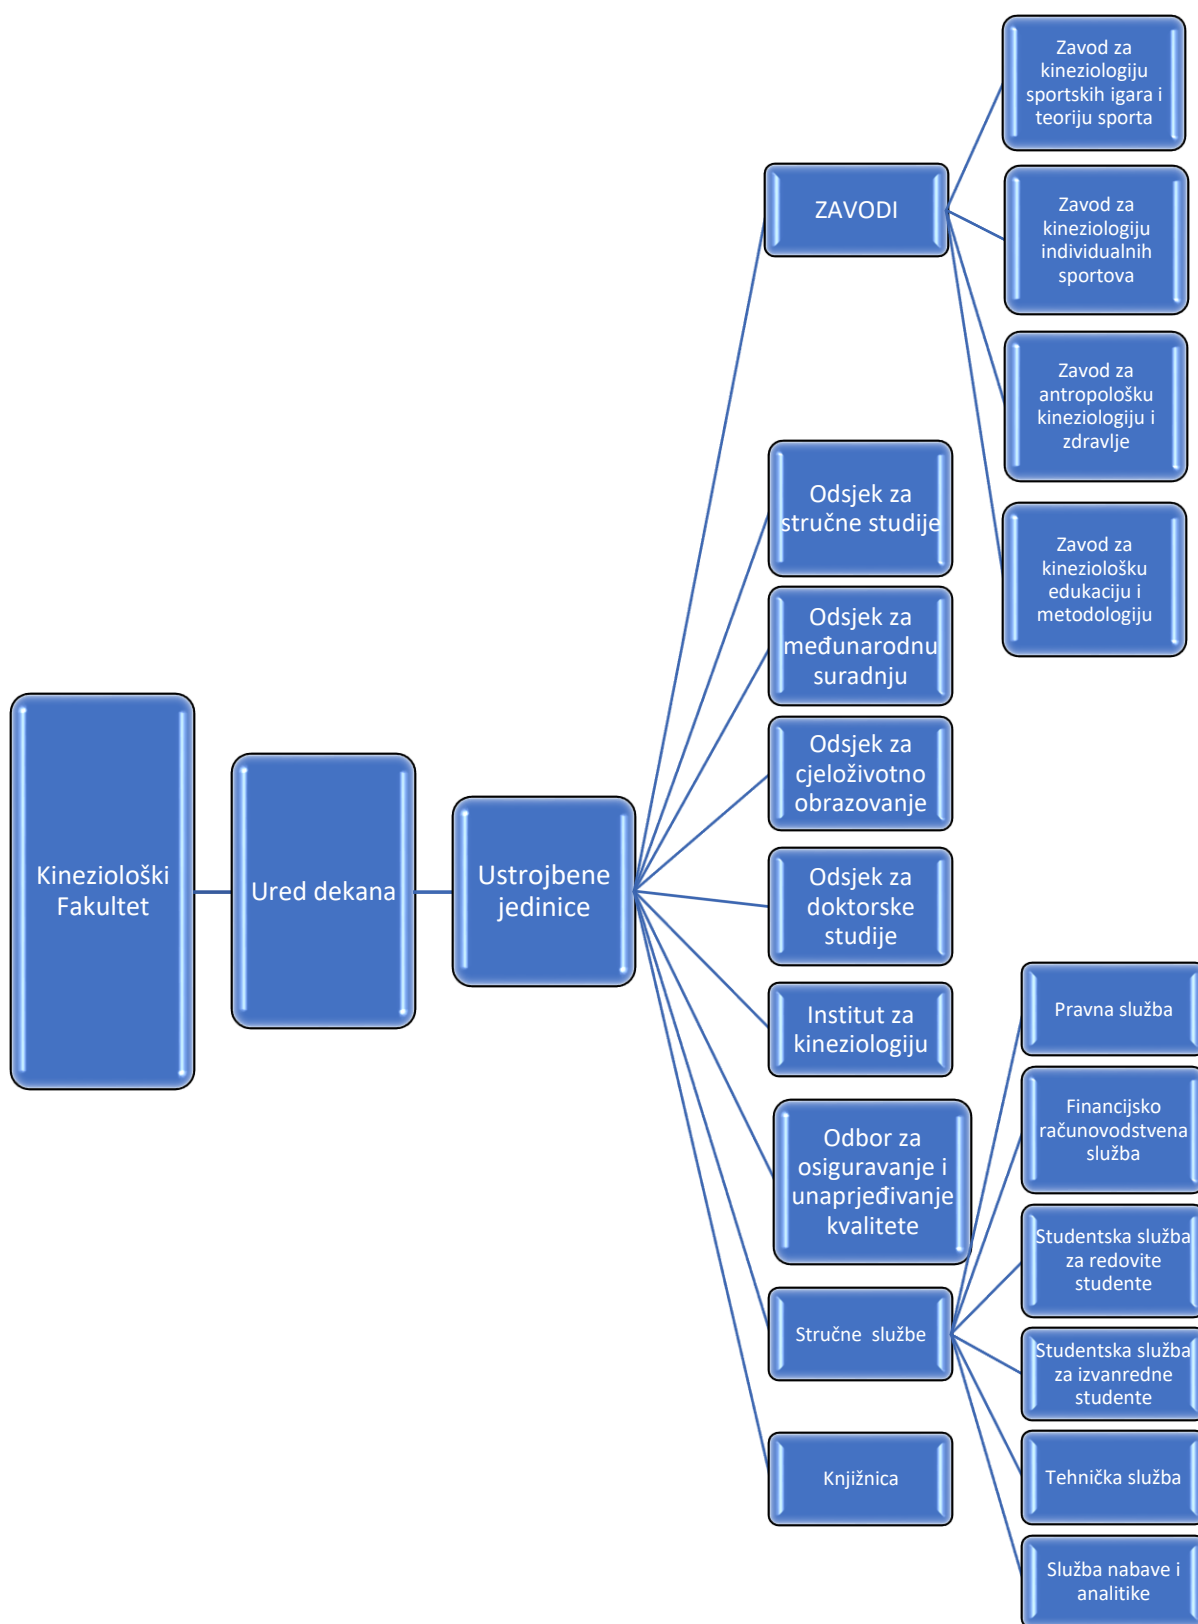 Kineziološki
Fakultet
Ured dekana
Ustrojbene
jedinice
ZAVODI
Zavod za
kineziologiju
sportskih igara i
teoriju sporta
Zavod za
kineziologiju
individualnih
sportova
Zavod za
antropološku
kineziologiju i
zdravlje
Zavod za
kineziološku
edukaciju i
metodologiju
Odsjek za
stručne studije
Odsjek za
međunarodnu
suradnju
Odsjek za
cjeloživotno
obrazovanje
Odsjek za
doktorske
studije
Institut za
kineziologiju
Odbor za
osiguravanje i
unaprjeđivanje
kvalitete
Stručne  službe
Pravna služba
Financijsko
računovodstvena
služba
Studentska služba
za redovite
studente
Studentska služba
za izvanredne
studente
Tehnička služba
Služba nabave i
analitike
Knjižnica